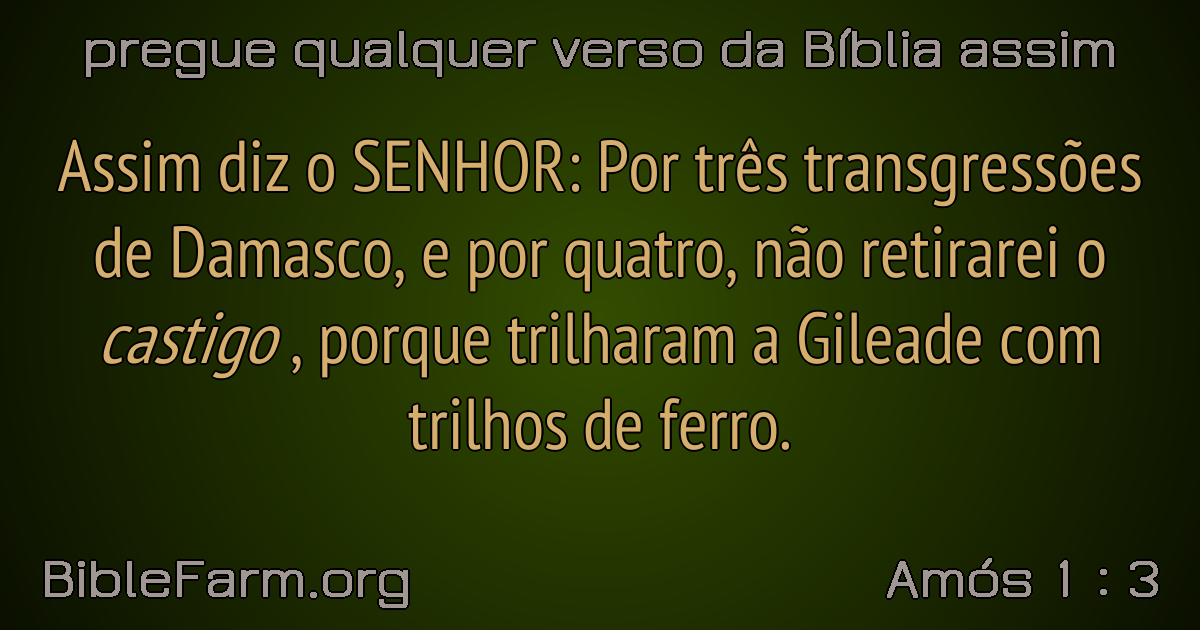 pregue qualquer verso da Bíblia assim
Assim diz o SENHOR: Por três transgressões
de Damasco, e por quatro, não retirarei o
castigo , porque trilharam a Gileade com
trilhos de ferro.
BibleFarm.org
Amós 1 : 3